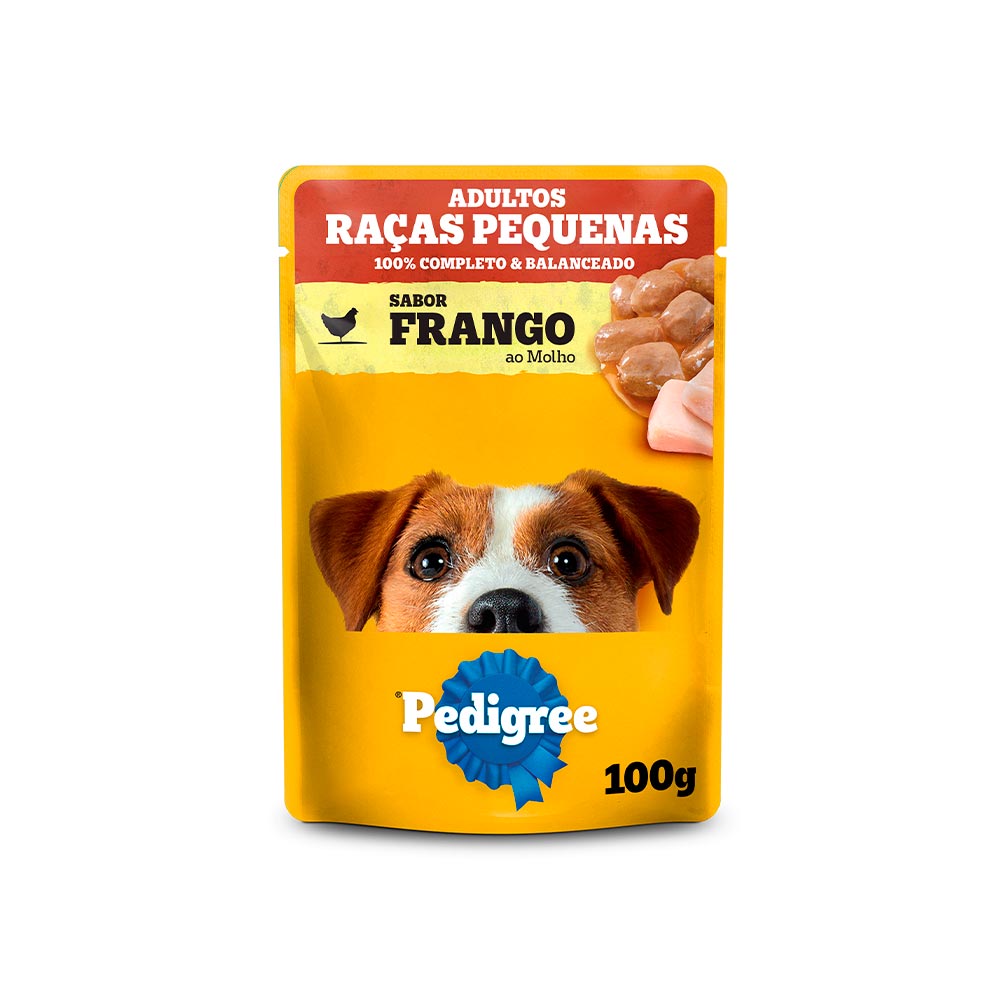 ADULTOS
RAÇAS PEQUENAS
100% COMPLETO & BALANCEADO
SABOR
FRANGO
ao Molho
®Pedigree
100g